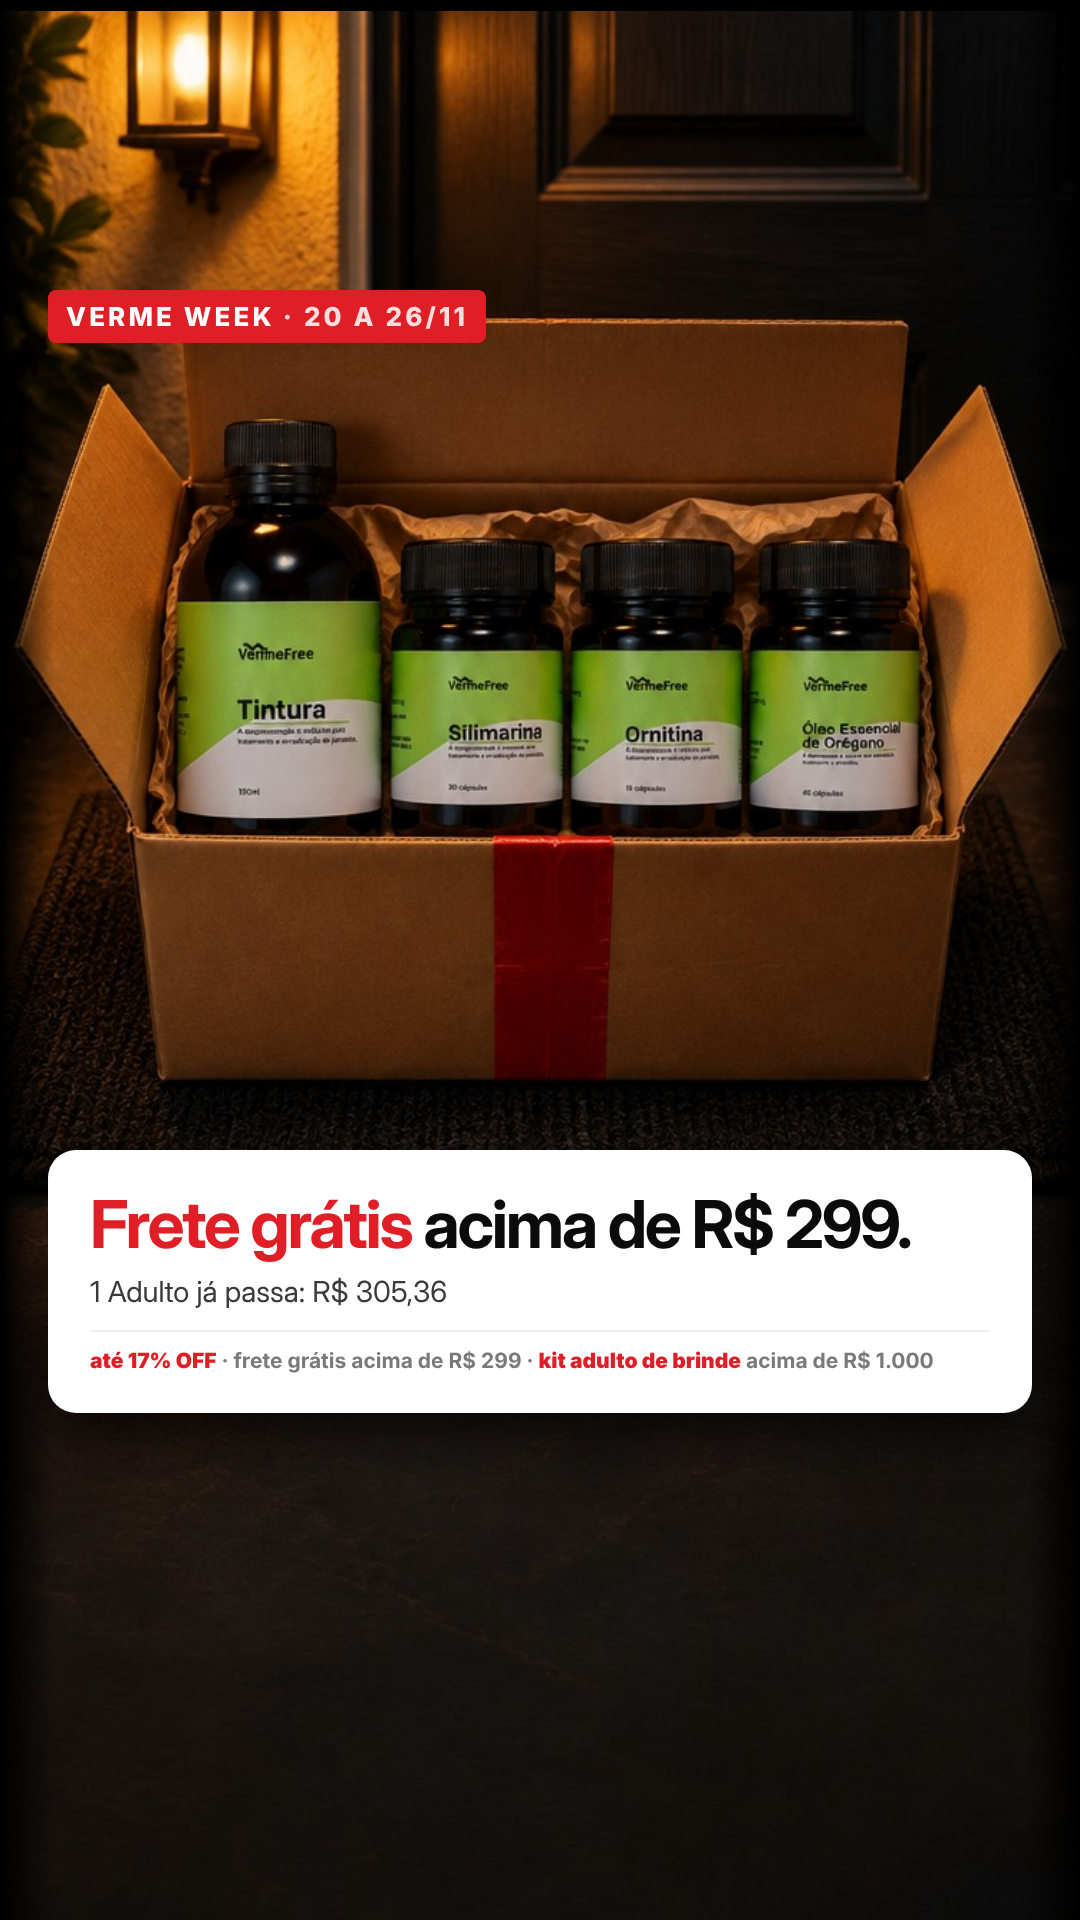 VERME WEEK · 20 A 26/11
VermeFree
Tintura
VermeFree
Silimarina
30 cápsulas
VermeFree
Ornitina
VermeFree
Óleo Essencial
de Orégano
Frete grátis acima de R$ 299.
1 Adulto já passa: R$ 305,36
até 17% OFF · frete grátis acima de R$ 299 · kit adulto de brinde acima de R$ 1.000